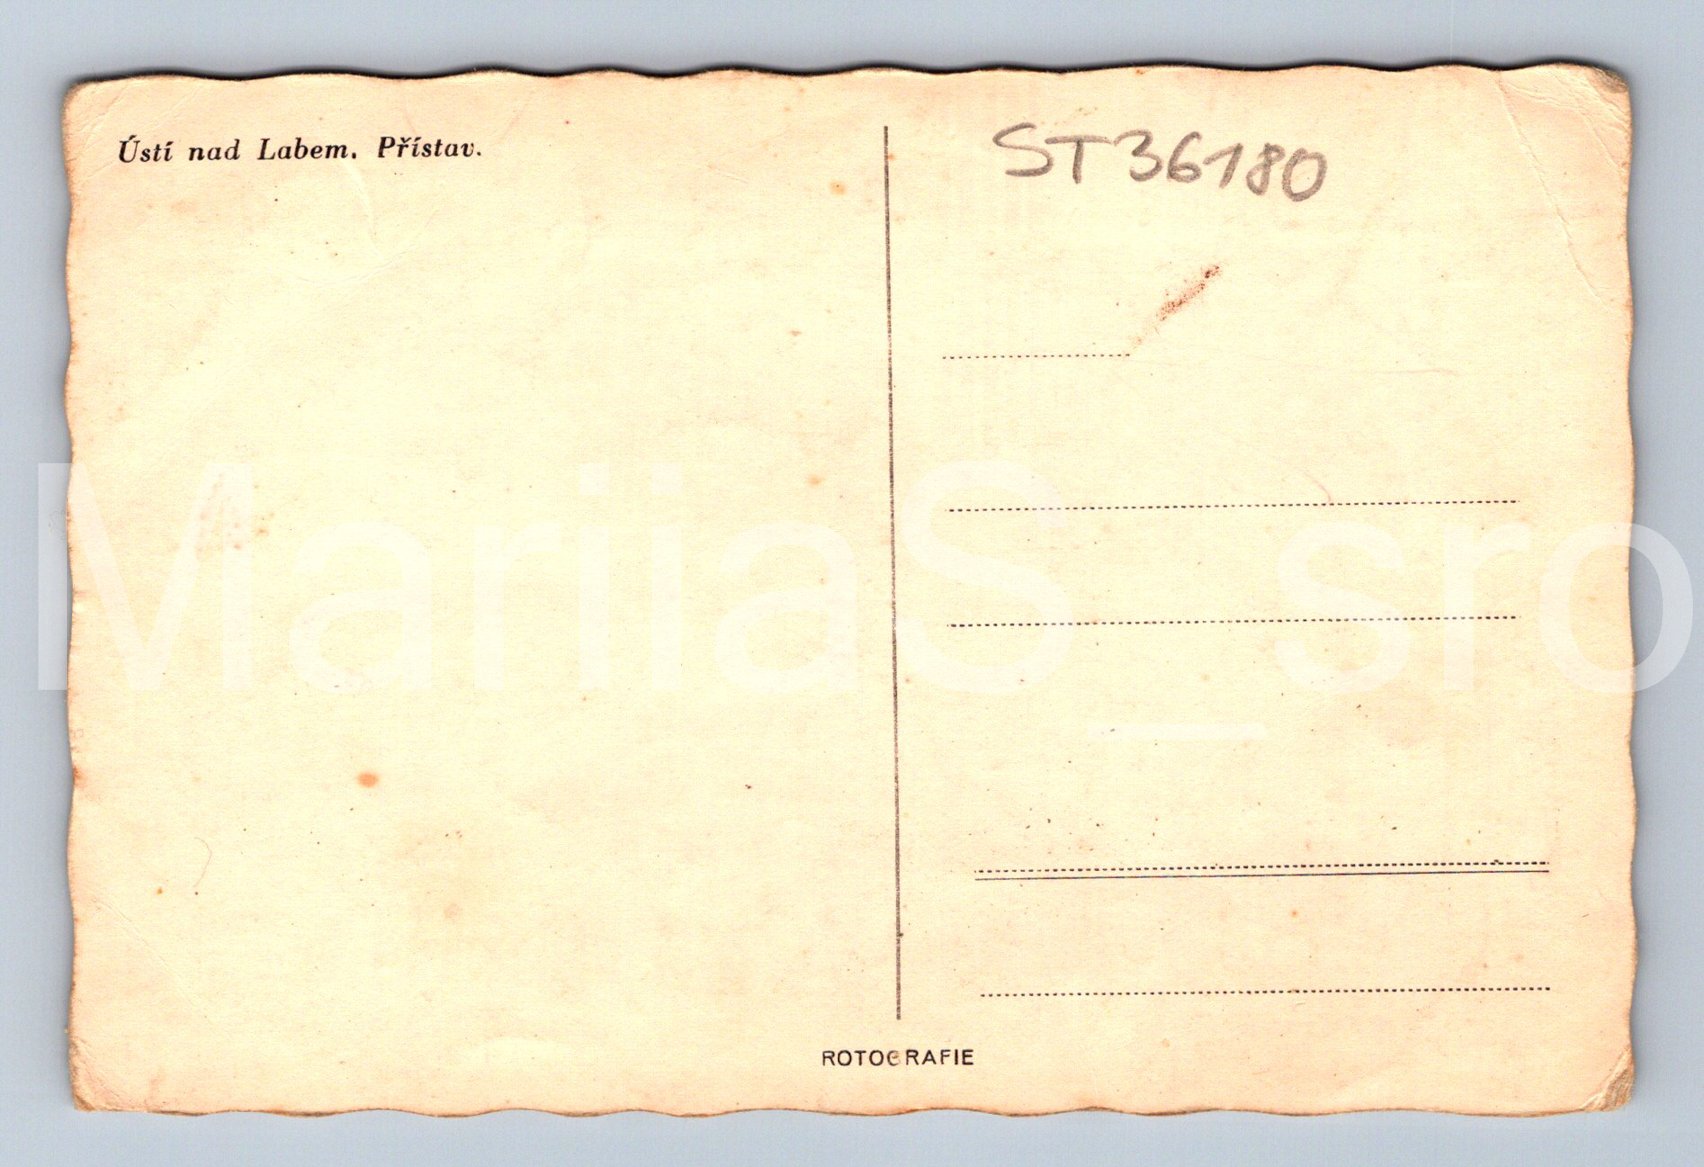 Ústí nad Labem. Přístav.
ST36180
MariiaS_sro
ROTOGRAFIE